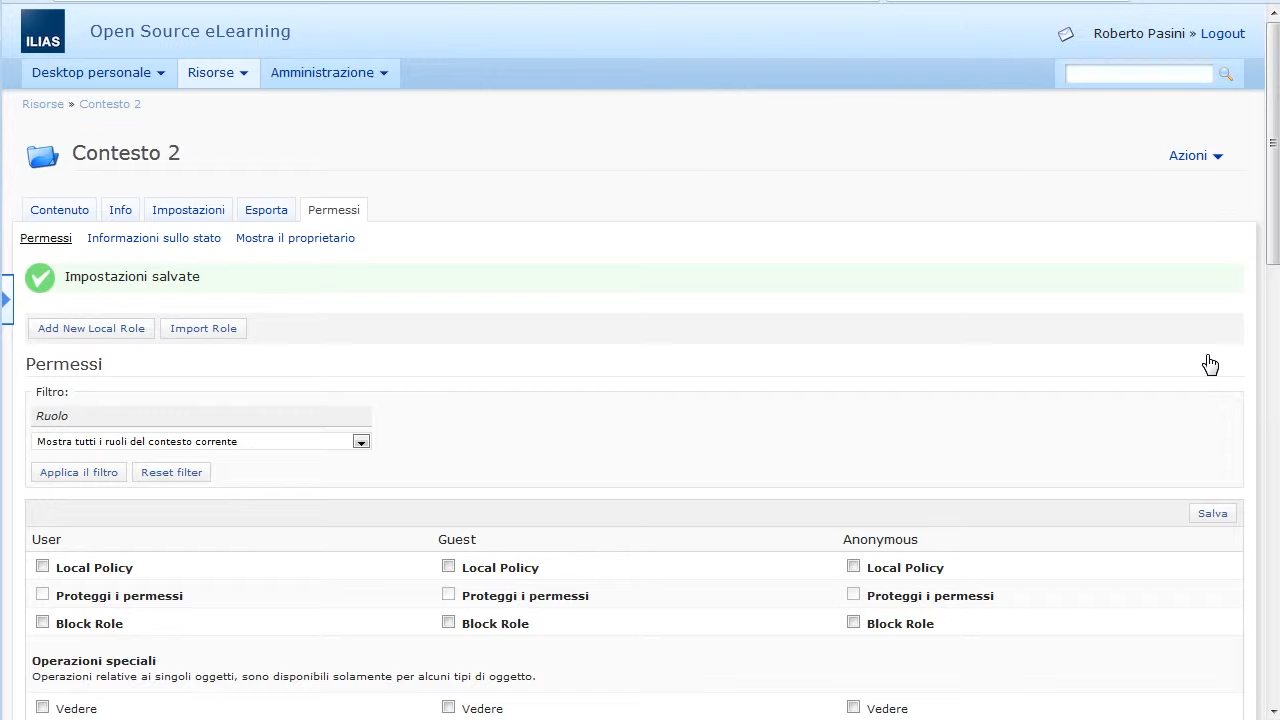 ILIAS
Open Source eLearning
Roberto Pasini » Logout
Desktop personale Risorse Amministrazione
Risorse » Contesto 2
Contesto 2
Azioni
Contenuto Info Impostazioni Esporta Permessi
Permessi Informazioni sullo stato Mostra il proprietario
Impostazioni salvate
Add New Local Role Import Role
Permessi
Filtro:
Ruolo
Mostra tutti i ruoli del contesto corrente
Applica il filtro Reset filter
Salva
User Guest Anonymous
Local Policy Local Policy Local Policy
Proteggi i permessi Proteggi i permessi Proteggi i permessi
Block Role Block Role Block Role
Operazioni speciali
Operazioni relative ai singoli oggetti, sono disponibili solamente per alcuni tipi di oggetto.
Vedere Vedere Vedere